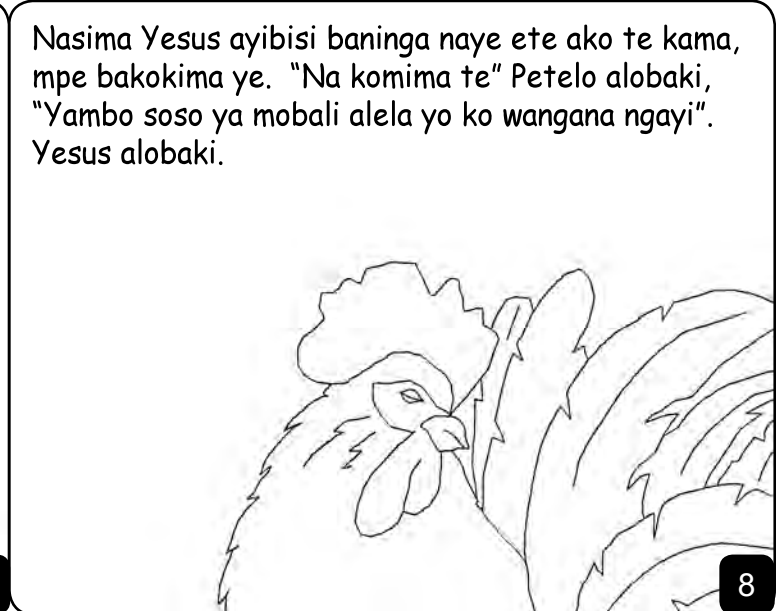 Nasima Yesus ayibisi baninga naye ete ako te kama,
mpe bakokima ye. “Na komima te” Petelo alobaki,
“Yambo soso ya mobali alela yo ko wangana ngayi”.
Yesus alobaki.
8